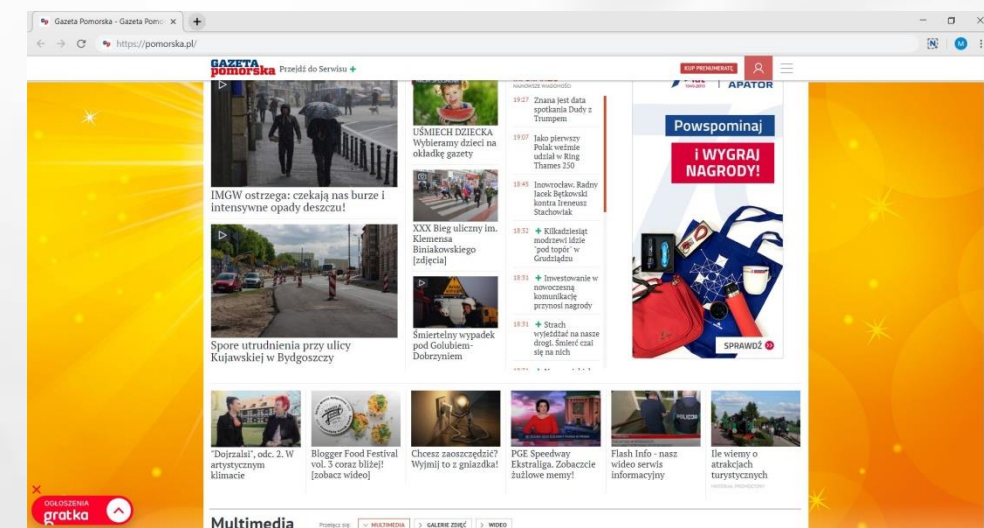 Gazeta Pomorska - Gazeta Pomo
https://pomorska.pl/
GAZETA
pomorska
Przejdź do Serwisu +
KUP PRENUMERATĘ
IMGW ostrzega: czekają nas burze i
intensywne opady deszczu!
Spore utrudnienia przy ulicy
Kujawskiej w Bydgoszczy
UŚMIECH DZIECKA
Wybieramy dzieci na
okładkę gazety
XXX Bieg uliczny im.
Klemensa
Biniakowskiego
[zdjęcia]
Śmiertelny wypadek
pod Golubiem-
Dobrzyniem
NAJNOWSZE WIADOMOŚCI
19:27 Znana jest data
spotkania Dudy z
Trumpem
19:07 Jako pierwszy
Polak weźmie
udział w Ring
Thames 250
18:45 Inowrocław. Radny
Jacek Bętkowski
kontra Ireneusz
Stachowiak
18:32 + Kilkadziesiąt
modrzewi idzie
"pod topór" w
Grudziądzu
18:31 + Inwestowanie w
nowoczesną
komunikację
przynosi nagrody
18:31 + Strach
wyjeżdżać na nasze
drogi. Śmierć czai
się na nich
APATOR
Powspominaj
i WYGRAJ
NAGRODY!
SPRAWDŹ
"Dojrzalsi", odc. 2. W
artystycznym
klimacie
Blogger Food Festival
vol. 3 coraz bliżej!
[zobacz wideo]
Chcesz zaoszczędzić?
Wyjmij to z gniazdka!
PGE Speedway
Ekstraliga. Zobaczcie
żużlowe memy!
Flash Info - nasz
wideo serwis
informacyjny
Ile wiemy o
atrakcjach
turystycznych
MATERIAŁ PROMOCYJNY
OGŁOSZENIA
gratka
Multimedia
Przełącz się:
MULTIMEDIA
GALERIE ZDJĘĆ
WIDEO